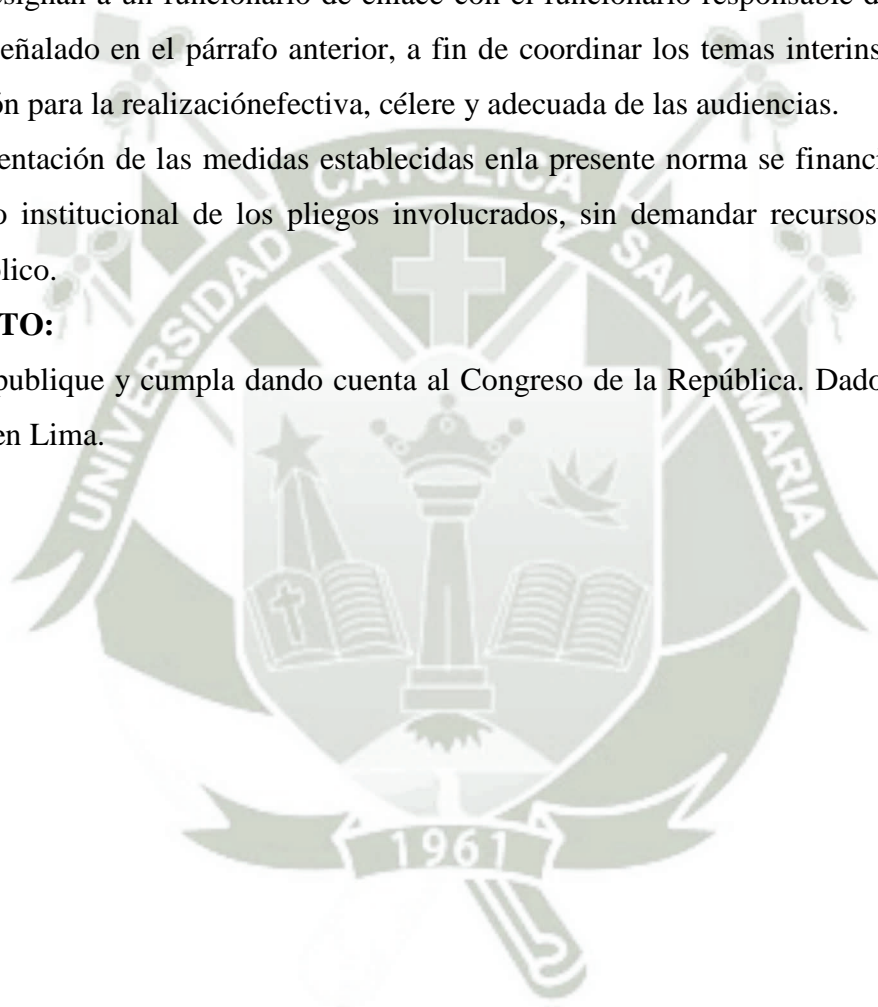 signan a un funcionario de enlace con el funcionario responsable d
eñalado en el párrafo anterior, a fin de coordinar los temas interins
ón para la realizaciónefectiva, célere y adecuada de las audiencias.
entación de las medidas establecidas enla presente norma se financi
o institucional de los pliegos involucrados, sin demandar recursos
lico.
TO:
publique y cumpla dando cuenta al Congreso de la República. Dado
en Lima.
UNIVERSIDAD CATOLICA SANTA MARIA
1961